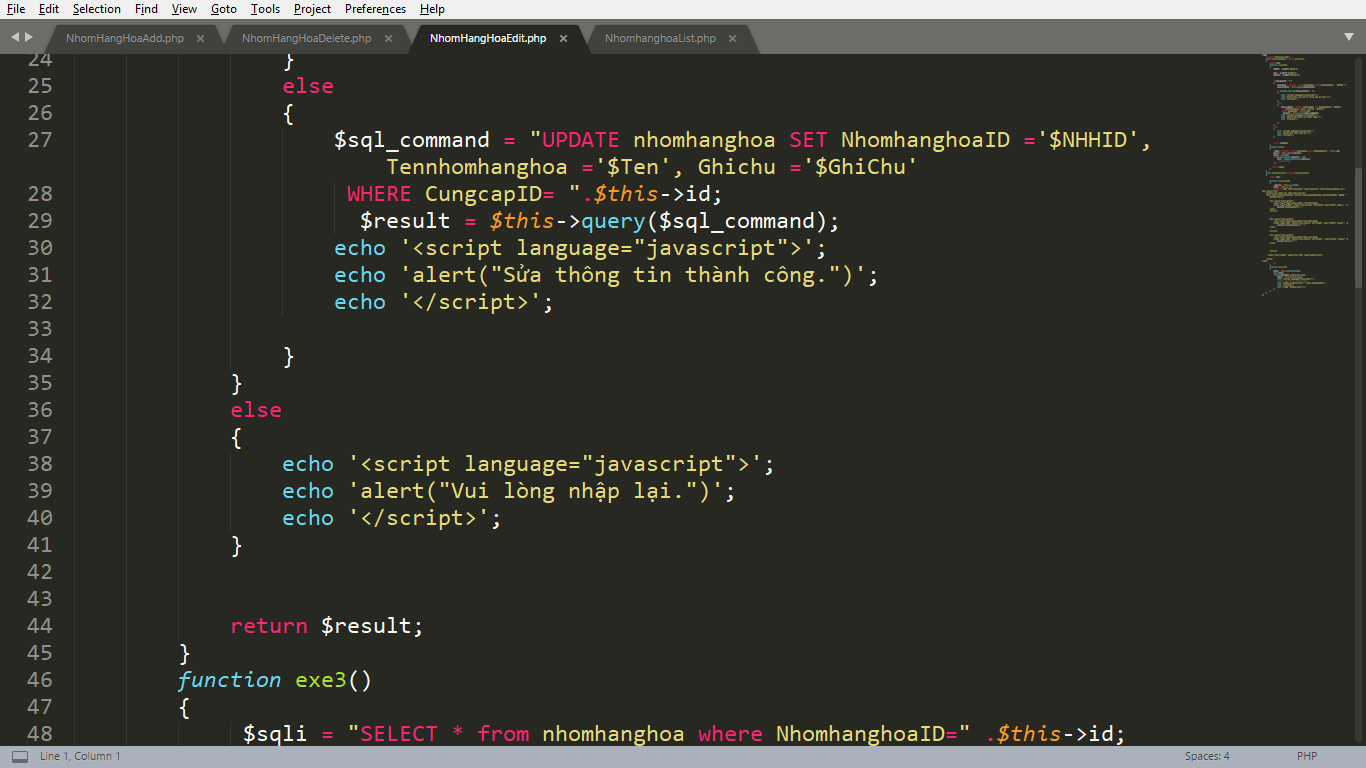 File Edit Selection Find View Goto Tools Project Preferences Help
NhomHangHoaAdd.php × NhomHangHoaDelete.php × NhomHangHoaEdit.php × NhomhanghoaList.php ×
24 }
25 else
26 {
27 $sql_command = "UPDATE nhomhanghoa SET NhomhanghoaID ='$NHHID',
Tennhomhanghoa ='$Ten', Ghichu ='$GhiChu'
28 WHERE CungcapID= ".$this->id;
29 $result = $this->query($sql_command);
30 echo '<script language="javascript">';
31 echo 'alert("Sửa thông tin thành công.")';
32 echo '</script>';
33
34 }
35 }
36 else
37 {
38 echo '<script language="javascript">';
39 echo 'alert("Vui lòng nhập lại.")';
40 echo '</script>';
41 }
42
43
44 return $result;
45 }
46 function exe3()
47 {
48 $sqli = "SELECT * from nhomhanghoa where NhomhanghoaID=" .$this->id;
Line 1, Column 1 Spaces: 4 PHP